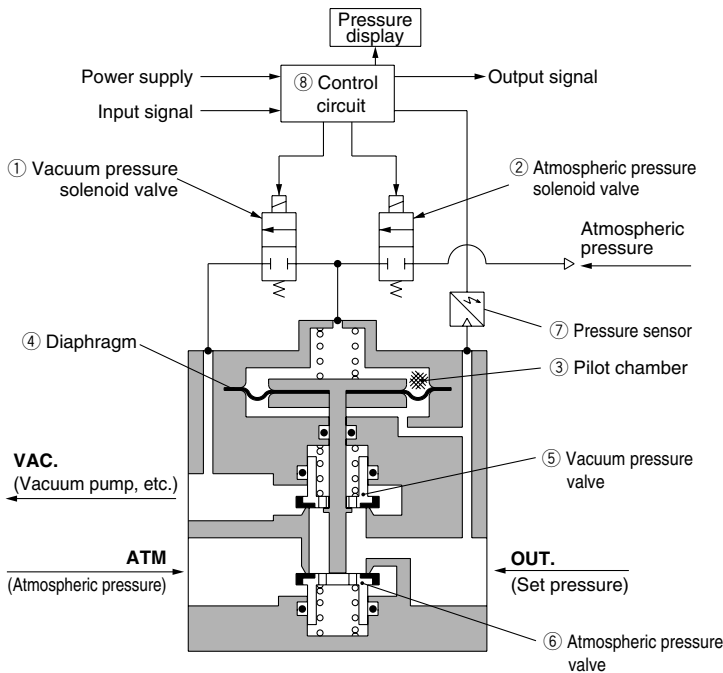 Pressure
display
Power supply
Input signal
⑧ Control
circuit
Output signal
① Vacuum pressure
solenoid valve
② Atmospheric pressure
solenoid valve
Atmospheric
pressure
④ Diaphragm
⑦ Pressure sensor
③ Pilot chamber
VAC.
(Vacuum pump, etc.)
⑤ Vacuum pressure
valve
ATM
(Atmospheric pressure)
OUT.
(Set pressure)
⑥ Atmospheric pressure
valve